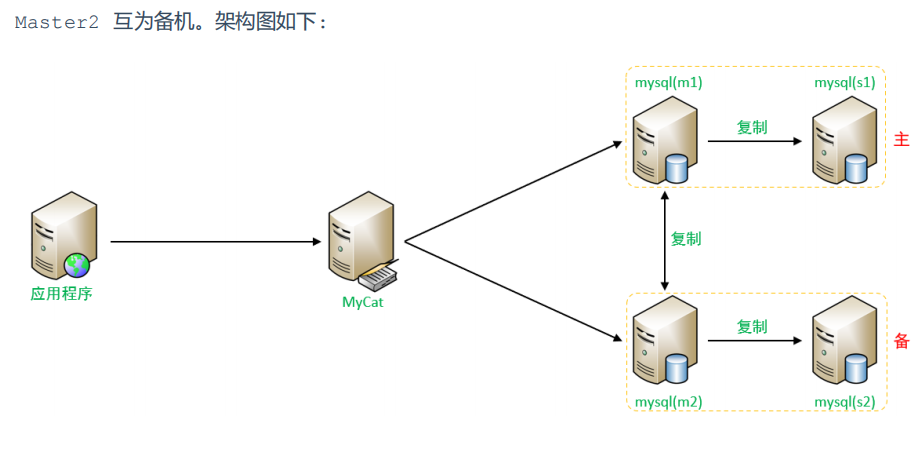 Master2 互为备机。架构图如下：
mysql(m1)
mysql(s1)
复制
主
复制
应用程序
MyCat
复制
备
mysql(m2)
mysql(s2)